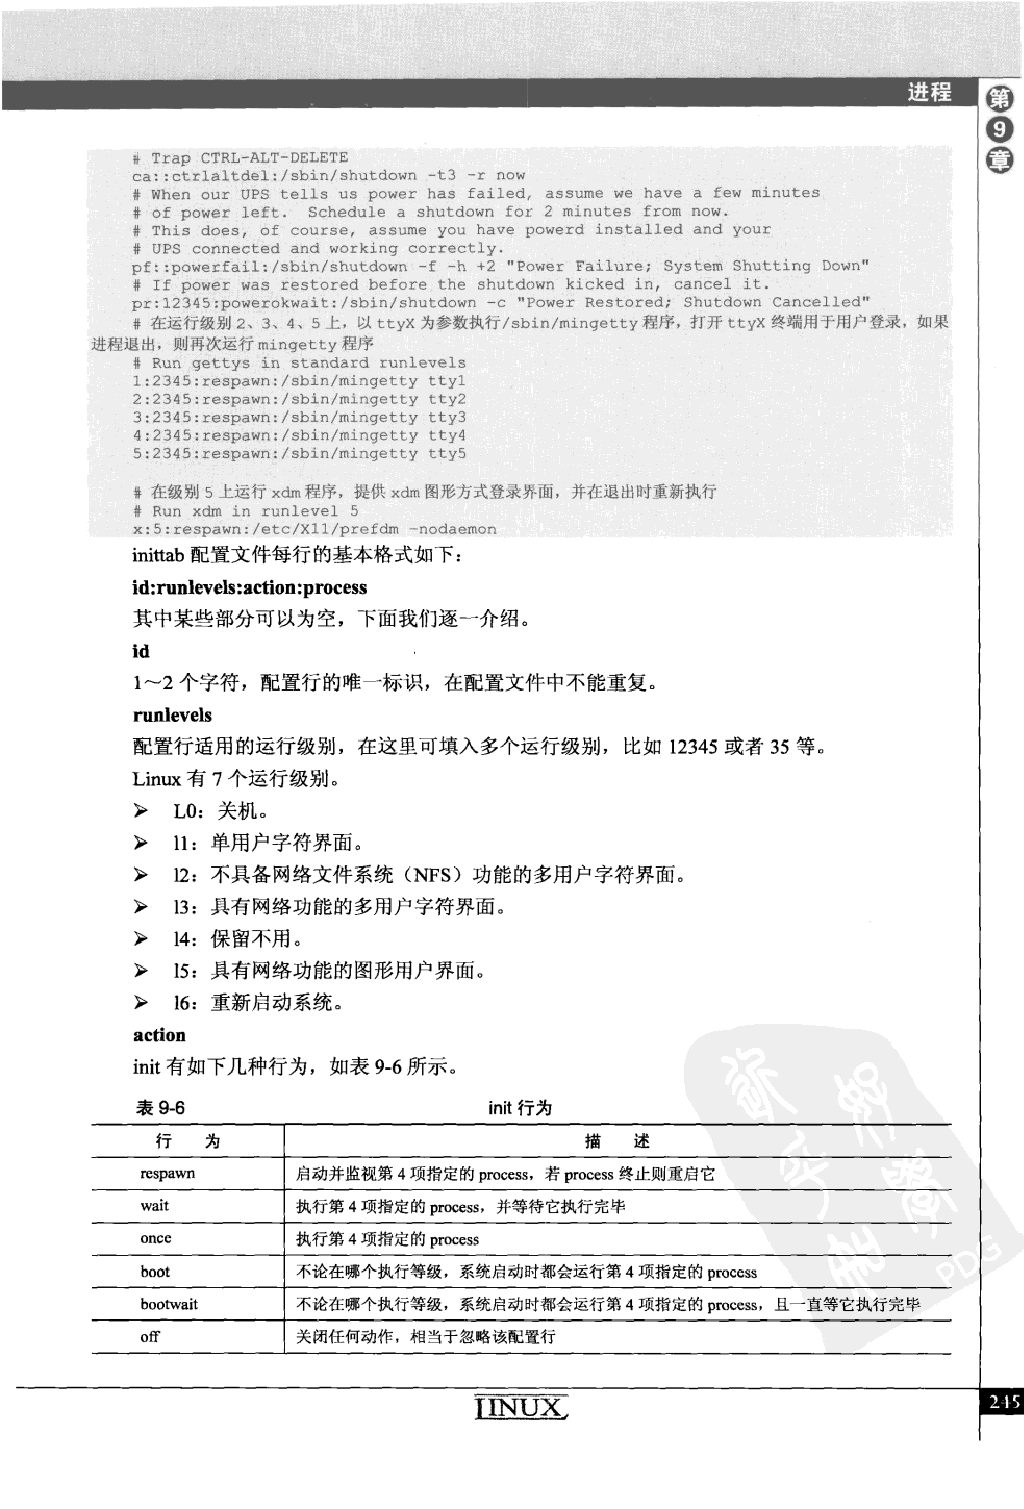 进程
第
9
章
# Trap CTRL-ALT-DELETE
ca::ctrlaltdel:/sbin/shutdown -t3 -r now
# When our UPS tells us power has failed, assume we have a few minutes
# of power left.  Schedule a shutdown for 2 minutes from now.
# This does, of course, assume you have powerd installed and your
# UPS connected and working correctly.
pf::powerfail:/sbin/shutdown -f -h +2 "Power Failure; System Shutting Down"
# If power was restored before the shutdown kicked in, cancel it.
pr:12345:powerokwait:/sbin/shutdown -c "Power Restored; Shutdown Cancelled"
# 在运行级别 2、3、4、5 上，以 ttyX 为参数执行/sbin/mingetty 程序，打开 ttyX 终端用于用户登录，如果
进程退出，则再次运行 mingetty 程序
# Run gettys in standard runlevels
1:2345:respawn:/sbin/mingetty tty1
2:2345:respawn:/sbin/mingetty tty2
3:2345:respawn:/sbin/mingetty tty3
4:2345:respawn:/sbin/mingetty tty4
5:2345:respawn:/sbin/mingetty tty5
# 在级别 5 上运行 xdm 程序，提供 xdm 图形方式登录界面，并在退出时重新执行
# Run xdm in runlevel 5
x:5:respawn:/etc/X11/prefdm -nodaemon
inittab 配置文件每行的基本格式如下：
id:runlevels:action:process
其中某些部分可以为空，下面我们逐一介绍。
id
1～2 个字符，配置行的唯一标识，在配置文件中不能重复。
runlevels
配置行适用的运行级别，在这里可填入多个运行级别，比如 12345 或者 35 等。
Linux 有 7 个运行级别。
➢ L0：关机。
➢ l1：单用户字符界面。
➢ l2：不具备网络文件系统（NFS）功能的多用户字符界面。
➢ l3：具有网络功能的多用户字符界面。
➢ l4：保留不用。
➢ l5：具有网络功能的图形用户界面。
➢ l6：重新启动系统。
action
init 有如下几种行为，如表 9-6 所示。
表 9-6 init 行为
行 为 描 述
respawn 启动并监视第 4 项指定的 process，若 process 终止则重启它
wait 执行第 4 项指定的 process，并等待它执行完毕
once 执行第 4 项指定的 process
boot 不论在哪个执行等级，系统启动时都会运行第 4 项指定的 process
bootwait 不论在哪个执行等级，系统启动时都会运行第 4 项指定的 process，且一直等它执行完毕
off 关闭任何动作，相当于忽略该配置行
PDG
LINUX
245